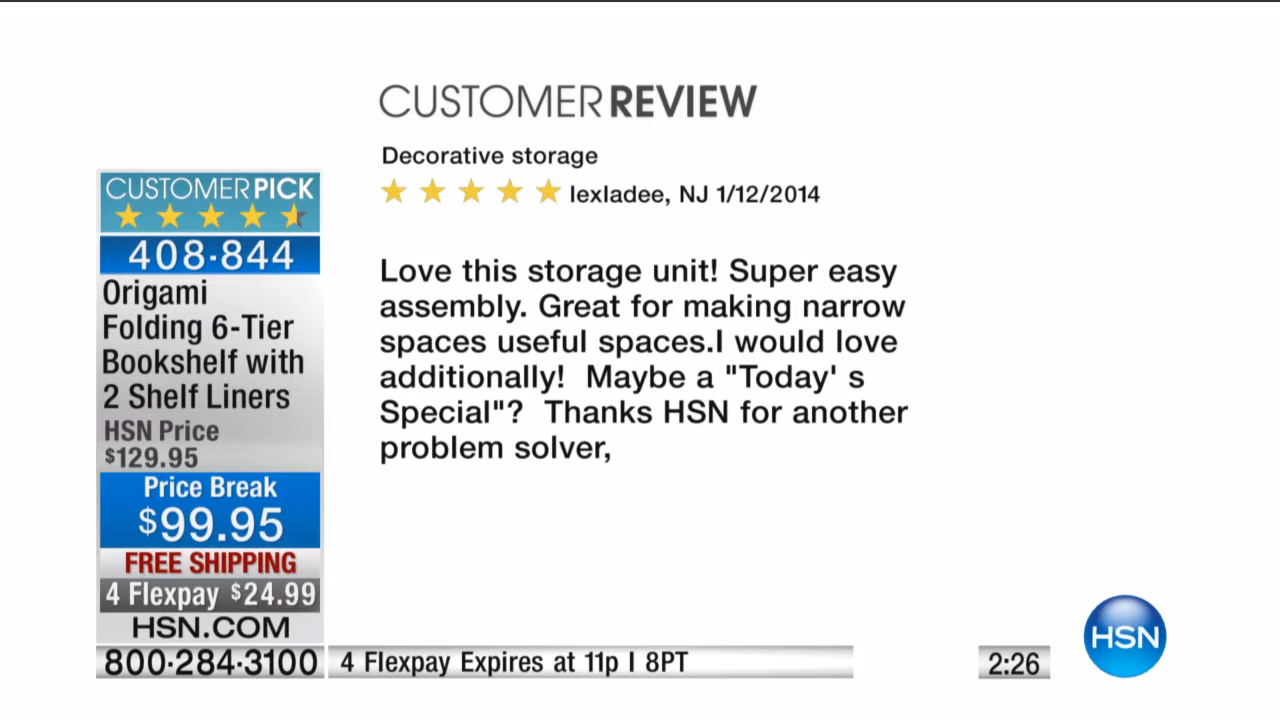 CUSTOMER REVIEW
Decorative storage
lexladee, NJ 1/12/2014
Love this storage unit! Super easy
assembly. Great for making narrow
spaces useful spaces.I would love
additionally!  Maybe a "Today' s
Special"?  Thanks HSN for another
problem solver,
CUSTOMER PICK
408-844
Origami
Folding 6-Tier
Bookshelf with
2 Shelf Liners
HSN Price
$129.95
Price Break
$99.95
FREE SHIPPING
4 Flexpay $24.99
HSN.COM
800-284-3100
4 Flexpay Expires at 11p I 8PT
2:26
HSN